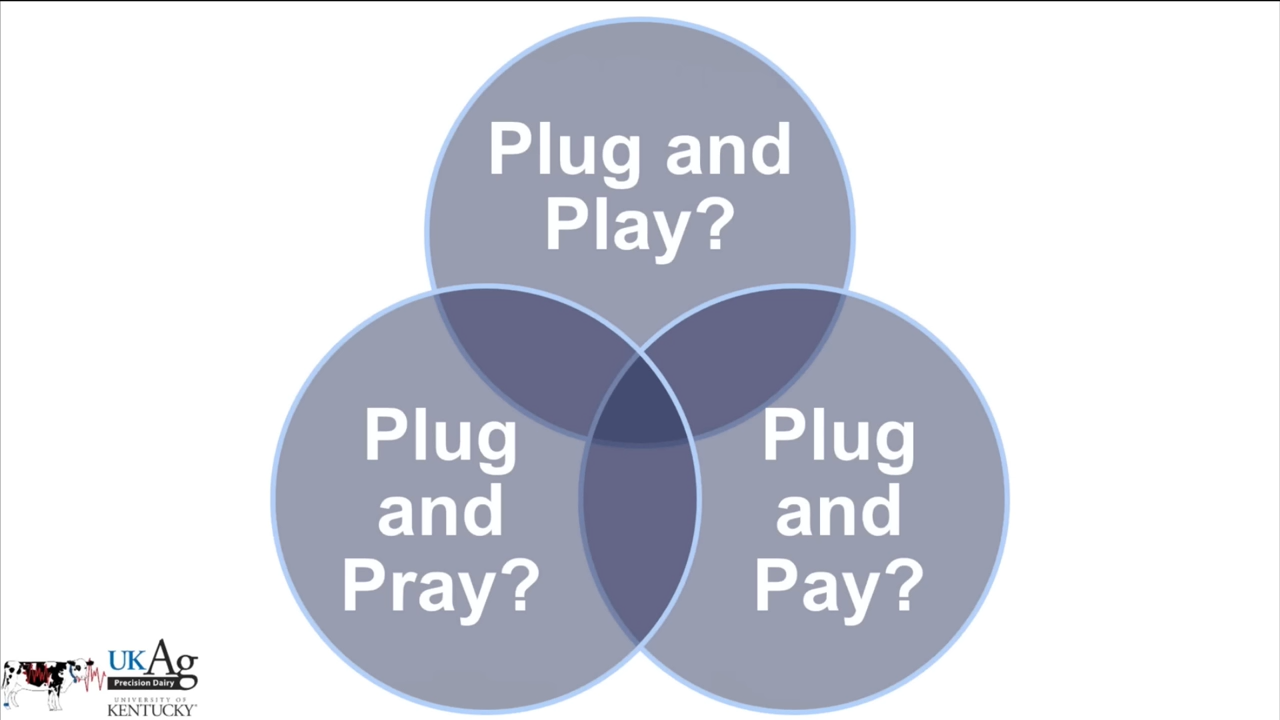 Plug and
Play?
Plug
and
Pray?
Plug
and
Pay?
UKAg
Precision Dairy
UNIVERSITY OF
KENTUCKY